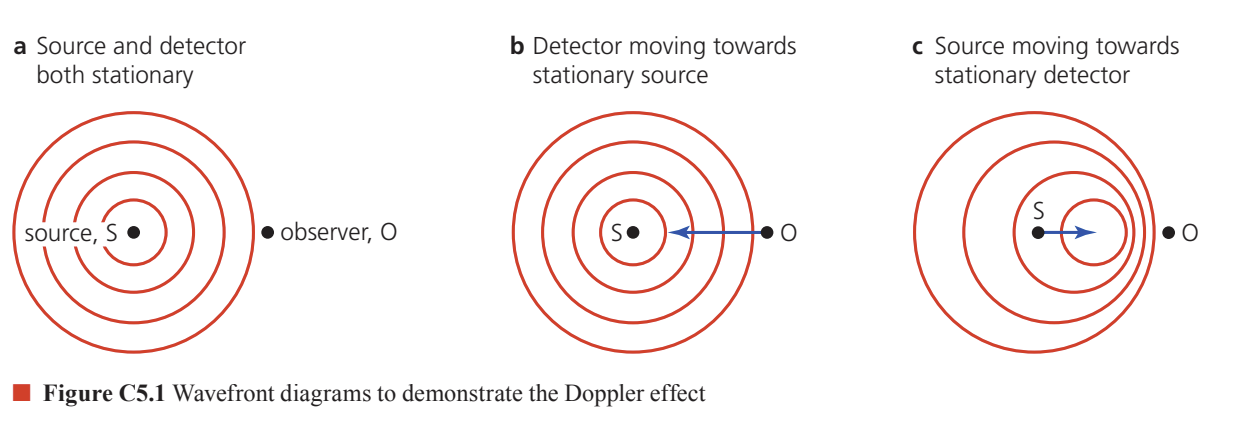 a Source and detector
both stationary
b Detector moving towards
stationary source
c Source moving towards
stationary detector
source, S
observer, O
S
O
S
O
Figure C5.1 Wavefront diagrams to demonstrate the Doppler effect